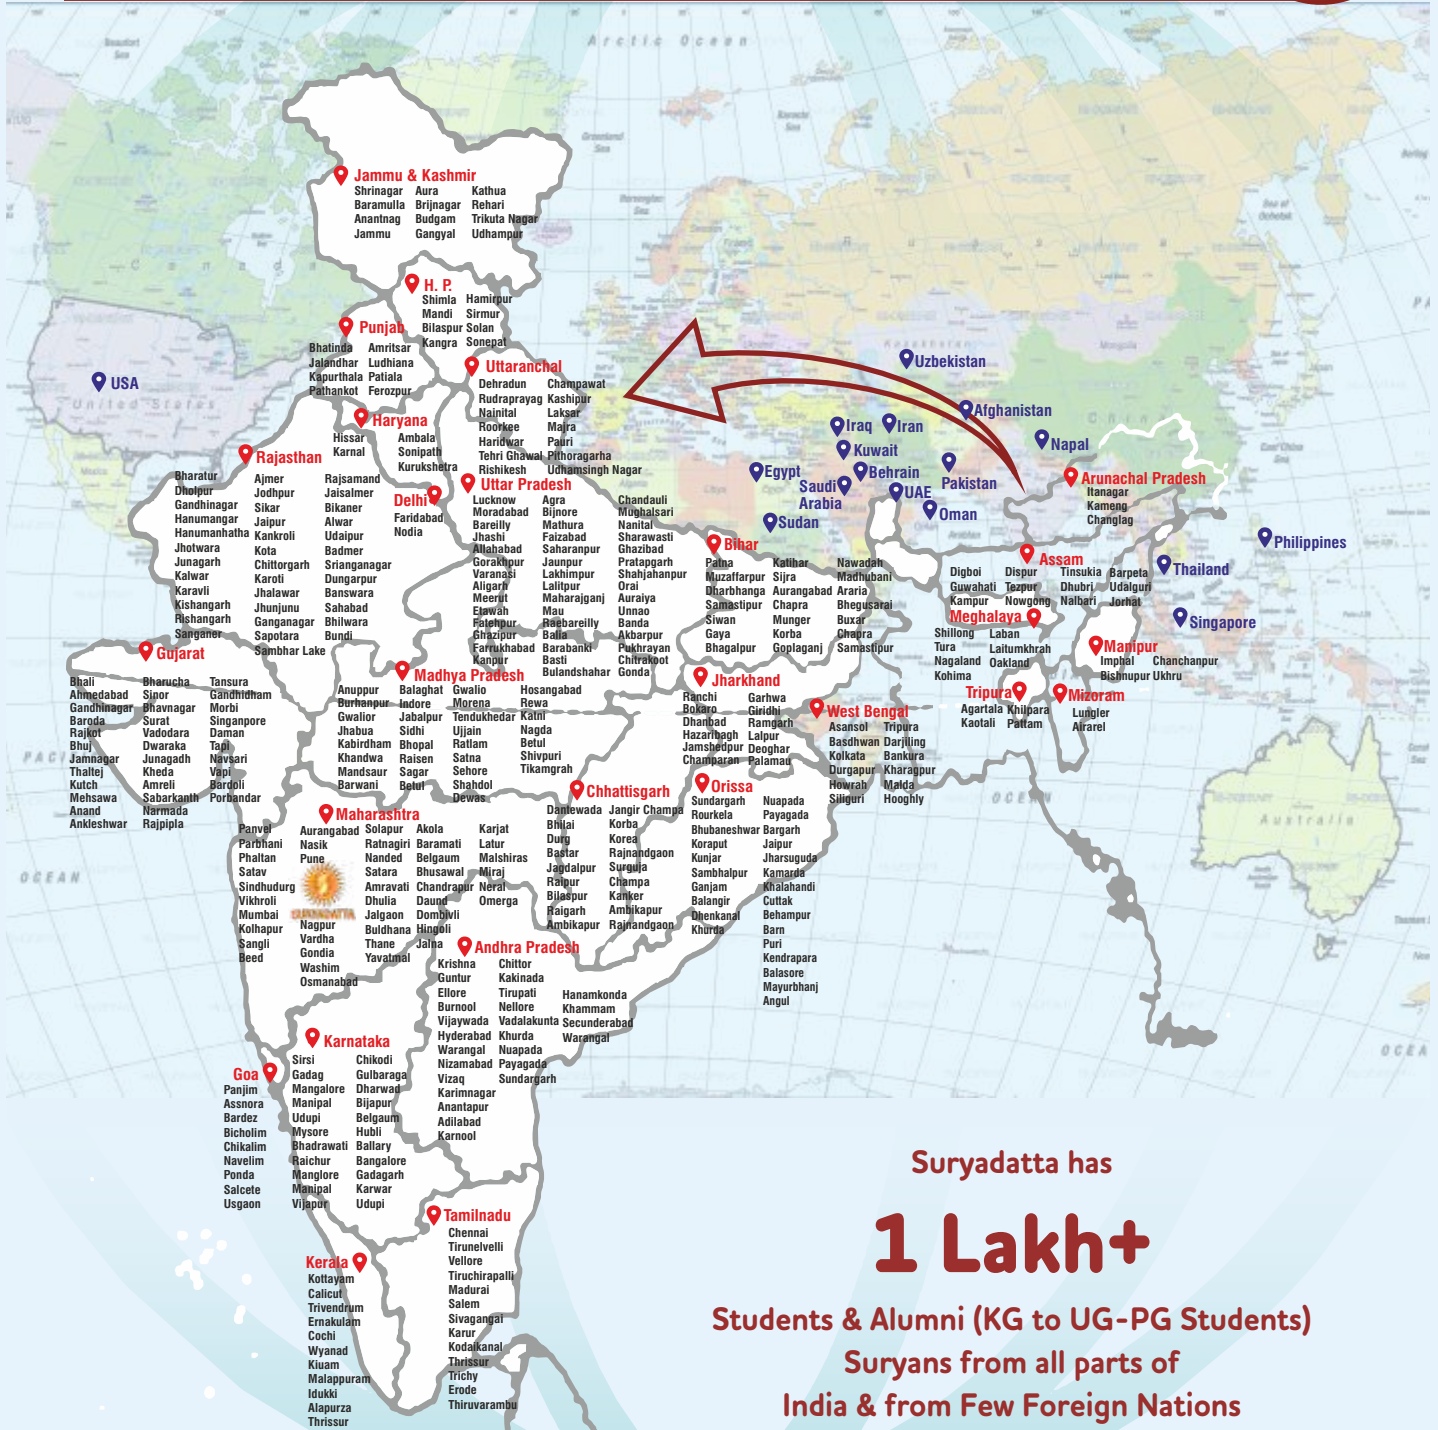 Arctic Ocean
Jammu & Kashmir
Shrinagar Aura Kathua
Baramulla Brijnagar Rehari
Anantnag Budgam Trikuta Nagar
Jammu Gangyal Udhampur
H. P.
Shimla Hamirpur
Mandi Sirmur
Bilaspur Solan
Kangra Sonepat
Punjab
Bhatinda Amritsar
Jalandhar Ludhiana
Kapurthala Patiala
Pathankot Ferozpur
Uttaranchal
Dehradun Champawat
Rudraprayag Kashipur
Nainital Laksar
Roorkee Majra
Haridwar Pauri
Tehri Ghawal Pithoragarha
Rishikesh Udhamsingh Nagar
USA
United States
Canada
Haryana
Hissar Ambala
Karnal Sonipath
Kurukshetra
Delhi
Faridabad
Nodia
Rajasthan
Bharatur
Dholpur
Gandhinagar
Hanumangar
Hanumanhatha
Jhotwara
Junagarh
Kalwar
Karavli
Kishangarh
Rishangarh
Sanganer
Ajmer
Jodhpur
Sikar
Jaipur
Kankroli
Kota
Chittorgarh
Karoti
Jhalawar
Jhunjunu
Ganganagar
Sapotara
Sambhar Lake
Rajsamand
Jaisalmer
Bikaner
Alwar
Udaipur
Badmer
Srianganagar
Dungarpur
Banswara
Sahabad
Bhilwara
Bundi
Uttar Pradesh
Lucknow
Moradabad
Bareilly
Jhashi
Allahabad
Gorakhpur
Varanasi
Aligarh
Meerut
Etawah
Fatehpur
Ghazipur
Farrukhabad
Kanpur
Agra
Bijnore
Mathura
Faizabad
Saharanpur
Jaunpur
Lakhimpur
Lalitpur
Maharajganj
Mau
Raebareilly
Balia
Barabanki
Basti
Bulandshahar
Chandauli
Mughalsari
Nanital
Sharawasti
Ghazibad
Pratapgarh
Shahjahanpur
Orai
Auraiya
Unnao
Banda
Akbarpur
Pukhrayan
Chitrakoot
Gonda
Uzbekistan
Afghanistan
Iraq
Iran
Napal
Kuwait
Egypt
Behrain
Pakistan
Saudi
Arabia
UAE
Oman
Sudan
Philippines
Thailand
Singapore
Arunachal Pradesh
Itanagar
Kameng
Changlag
Bihar
Patna Katihar Nawadah
Muzaffarpur Sijra Madhubani
Dharbhanga Aurangabad Araria
Samastipur Chapra Bhegusarai
Siwan Munger Buxar
Gaya Korba Chapra
Bhagalpur Goplaganj Samastipur
Assam
Digboi Dispur Tinsukia Barpeta
Guwahati Tezpur Dhubri Udalguri
Kampur Nowgong Nalbari Jorhat
Meghalaya
Shillong Laban
Tura Laitumkhrah
Nagaland Oakland
Kohima
Manipur
Imphal Chanchanpur
Bishnupur Ukhru
Tripura
Agartala Khilpara
Kaotali Pattam
Mizoram
Lungler
Airarel
Gujarat
Bhali Bharucha Tansura
Ahmedabad Sinor Gandhidham
Gandhinagar Bhavnagar Morbi
Baroda Surat Singanpore
Rajkot Vadodara Daman
Bhuj Dwaraka Tapi
Jamnagar Junagadh Navsari
Thaltej Kheda Vapi
Kutch Amreli Bardoli
Mehsawa Sabarkanth Porbandar
Anand Narmada
Ankleshwar Rajpipla
Madhya Pradesh
Anuppur Balaghat Gwalio Hosangabad
Burhanpur Indore Morena Rewa
Gwalior Jabalpur Tendukhedar Katni
Jhabua Sidhi Ujjain Nagda
Kabirdham Bhopal Ratlam Betul
Khandwa Raisen Satna Shivpuri
Mandsaur Sagar Sehore Tikamgrah
Barwani Betul Shahdol
Dewas
Jharkhand
Ranchi Garhwa
Bokaro Giridhi
Dhanbad Ramgarh
Hazaribagh Lalpur
Jamshedpur Deoghar
Champaran Palamau
West Bengal
Asansol Tripura
Basdhwan Darjiling
Kolkata Bankura
Durgapur Kharagpur
Howrah Malda
Siliguri Hooghly
Chhattisgarh
Dantewada Jangir Champa
Bhilai Korba
Durg Korea
Bastar Rajnandgaon
Jagdalpur Surguja
Raipur Champa
Bilaspur Kanker
Raigarh Ambikapur
Ambikapur Rajnandgaon
Orissa
Sundargarh Nuapada
Rourkela Payagada
Bhubaneshwar Bargarh
Koraput Jaipur
Kunjar Jharsuguda
Sambhalpur Kamarda
Ganjam Khalahandi
Balangir Cuttak
Dhenkanal Behampur
Khurda Barn
Puri
Kendrapara
Balasore
Mayurbhanj
Angul
Maharashtra
Panvel
Parbhani
Phaltan
Satav
Sindhudurg
Vikhroli
Mumbai
Kolhapur
Sangli
Beed
Aurangabad
Nasik
Pune
SURYADATTA
Nagpur
Vardha
Gondia
Washim
Osmanabad
Solapur Akola Karjat
Ratnagiri Baramati Latur
Nanded Belgaum Malshiras
Satara Bhusawal Miraj
Amravati Chandrapur Neral
Dhulia Daund Omerga
Jalgaon Dombivli
Buldhana Hingoli
Thane Jalna
Yavatmal
Andhra Pradesh
Krishna Chittor
Guntur Kakinada
Ellore Tirupati Hanamkonda
Burnool Nellore Khammam
Vijaywada Vadalakunta Secunderabad
Hyderabad Khurda Warangal
Warangal Nuapada
Nizamabad Payagada
Vizaq Sundargarh
Karimnagar
Anantapur
Adilabad
Karnool
Karnataka
Sirsi Chikodi
Gadag Gulbaraga
Mangalore Dharwad
Manipal Bijapur
Udupi Belgaum
Mysore Hubli
Bhadrawati Ballary
Raichur Bangalore
Manglore Gadagarh
Manipal Karwar
Vijapur Udupi
Goa
Panjim
Assnora
Bardez
Bicholim
Chikalim
Navelim
Ponda
Salcete
Usgaon
Tamilnadu
Chennai
Tirunelvelli
Vellore
Tiruchirapalli
Madurai
Salem
Sivagangai
Karur
Kodaikanal
Thrissur
Trichy
Erode
Thiruvarambu
Kerala
Kottayam
Calicut
Trivendrum
Ernakulam
Cochi
Wyanad
Kiuam
Malappuram
Idukki
Alapurza
Thrissur
Australia
OCEAN
Suryadatta has
1 Lakh+
Students & Alumni (KG to UG-PG Students)
Suryans from all parts of
India & from Few Foreign Nations